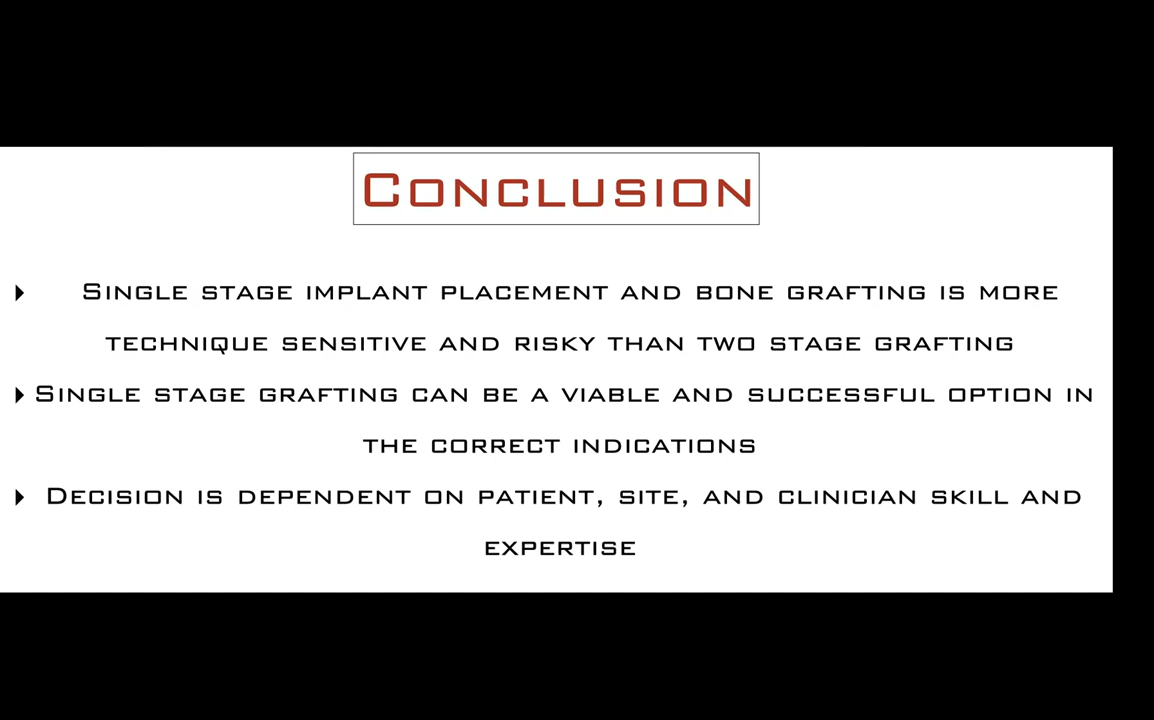 Conclusion
Single stage implant placement and bone grafting is more
technique sensitive and risky than two stage grafting
Single stage grafting can be a viable and successful option in
the correct indications
Decision is dependent on patient, site, and clinician skill and
expertise